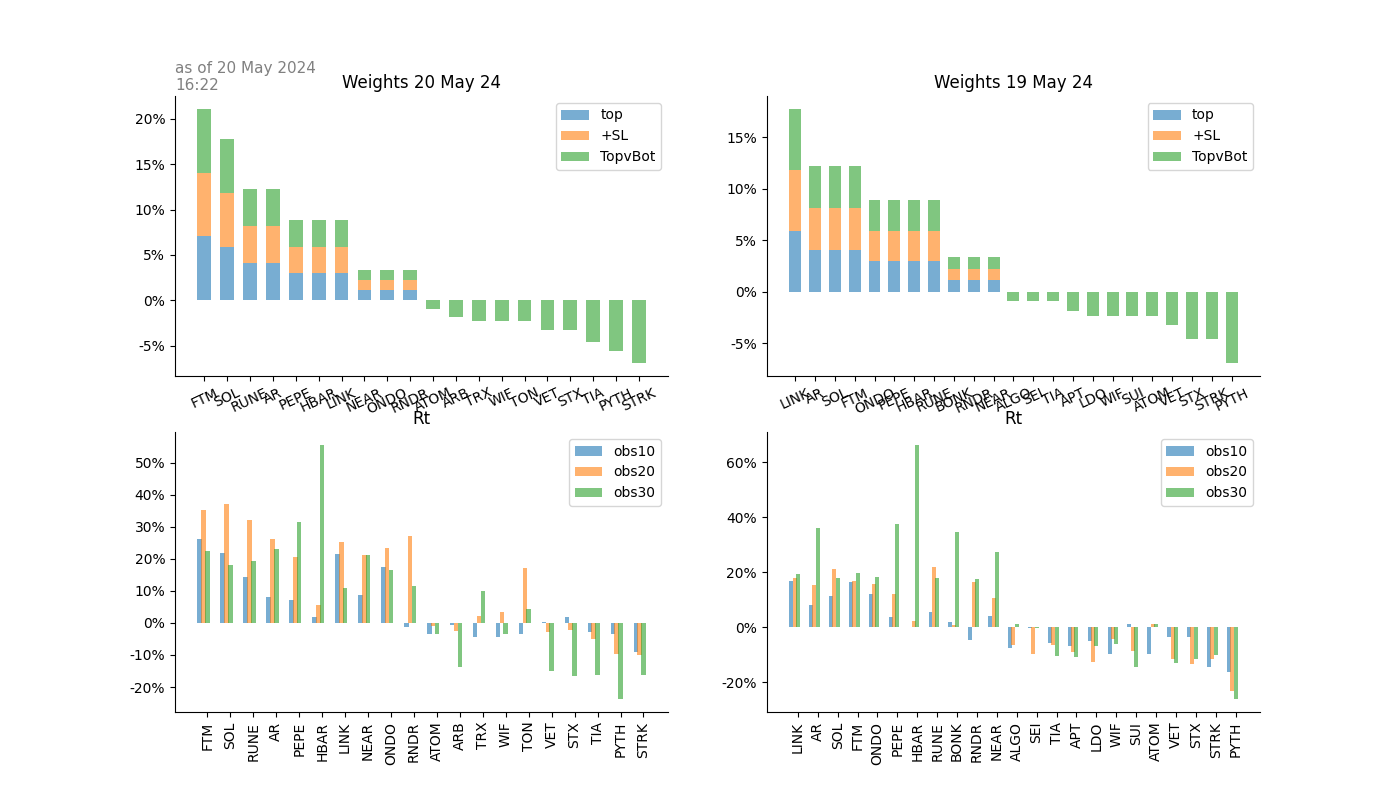 as of 20 May 2024
16:22
Weights 20 May 24
20%
15%
10%
5%
0%
-5%
top
+SL
TopvBot
FTM
SOL
RUNE
AR
PEPE
HBAR
LINK
NEAR
ONDO
RNDR
ATOM
ARB
TRX
WIF
TON
VET
STX
TIA
PYTH
STRK
Weights 19 May 24
15%
10%
5%
0%
-5%
top
+SL
TopvBot
LINK
AR
SOL
FTM
ONDO
PEPE
HBAR
RUNE
BONK
RNDR
NEAR
ALGO
SEI
TIA
APT
LDO
WIF
SUI
ATOM
VET
STX
STRK
PYTH
Rt
50%
40%
30%
20%
10%
0%
-10%
-20%
obs10
obs20
obs30
FTM
SOL
RUNE
AR
PEPE
HBAR
LINK
NEAR
ONDO
RNDR
ATOM
ARB
TRX
WIF
TON
VET
STX
TIA
PYTH
STRK
Rt
60%
40%
20%
0%
-20%
obs10
obs20
obs30
LINK
AR
SOL
FTM
ONDO
PEPE
HBAR
RUNE
BONK
RNDR
NEAR
ALGO
SEI
TIA
APT
LDO
WIF
SUI
ATOM
VET
STX
STRK
PYTH